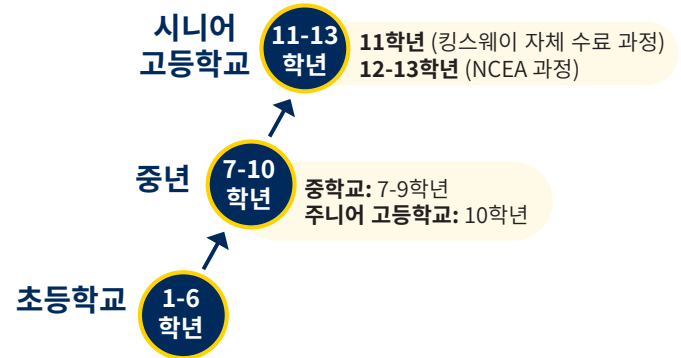 시니어
고등학교
11-13
학년
11학년 (킹스웨이 자체 수료 과정)
12-13학년 (NCEA 과정)
중년
7-10
학년
중학교: 7-9학년
주니어 고등학교: 10학년
초등학교
1-6
학년